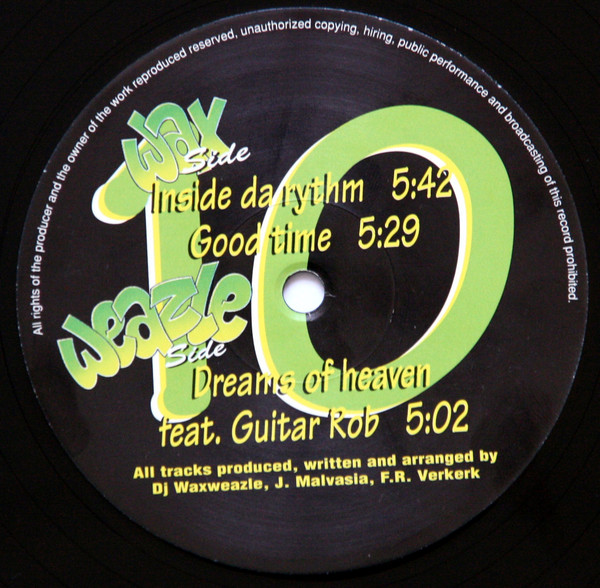 All rights of the producer and the owner of the work reproduced reserved, unauthorized copying, hiring, public performance and broadcasting of this record prohibited.
10
Wax
Side
Inside da rythm 5:42
Good time 5:29
Weazle
Side
Dreams of heaven
feat. Guitar Rob 5:02
All tracks produced, written and arranged by
Dj Waxweazle, J. Malvasia, F.R. Verkerk